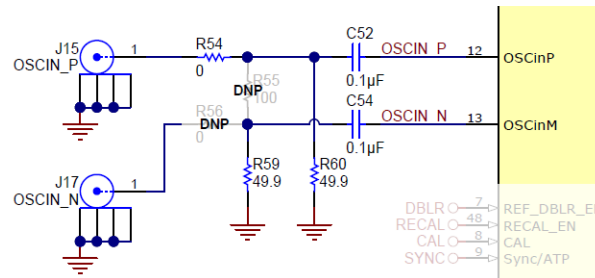 J15
OSCIN_P
1
R54
0
R55
DNP
100
R56
DNP
0
C52
0.1µF
OSCIN_P
12
OSCinP
C54
0.1µF
OSCIN_N
13
OSCinM
J17
OSCIN_N
1
R59
49.9
R60
49.9
DBLR
7
REF_DBLR_E
RECAL
48
RECAL_EN
CAL
8
CAL
SYNC
9
Sync/ATP